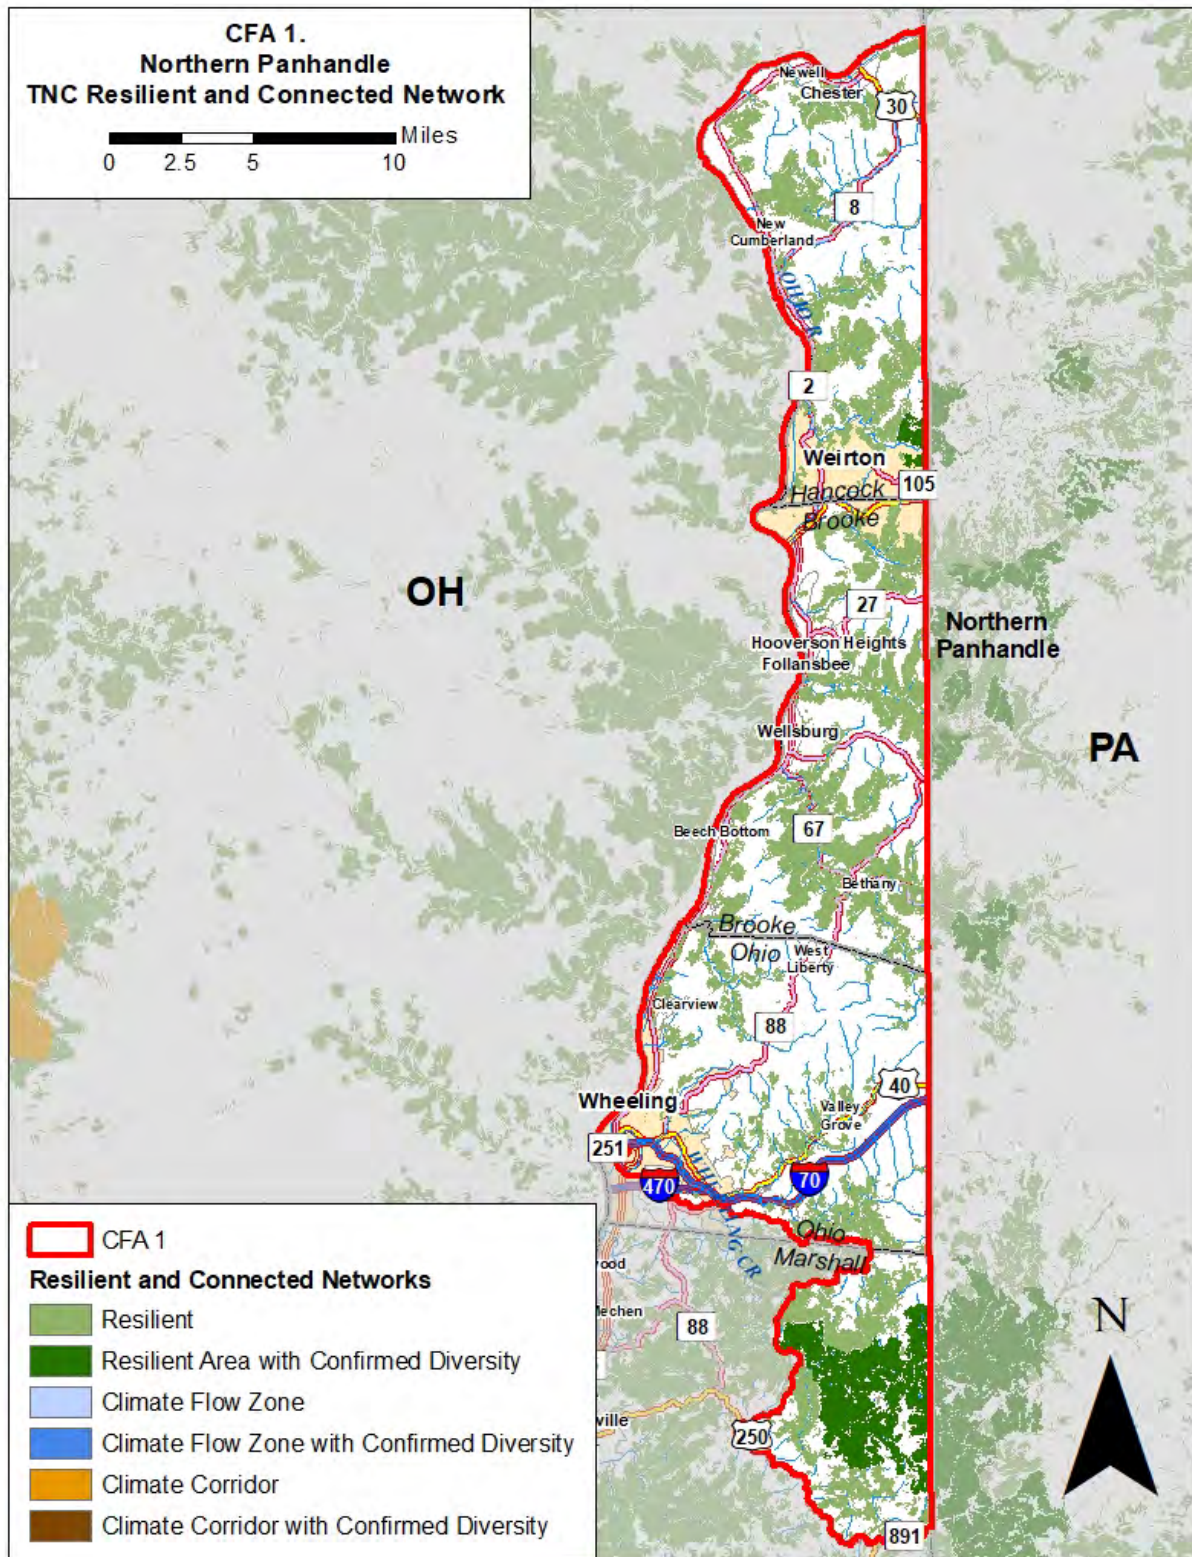 CFA 1.
Northern Panhandle
TNC Resilient and Connected Network
Miles
0 2.5 5 10
Newell
Chester
30
8
New
Cumberland
OHIO R
2
Weirton
105
Hancock
Brooke
OH
27
Northern
Panhandle
Hooverson Heights
Follansbee
Wellsburg
PA
67
Beech Bottom
Bethany
Brooke
Ohio
West
Liberty
Clearview
88
40
Wheeling
Valley
Grove
251
470
70
Ohio
Marshall
wood
Mechen
88
N
ville
250
891
CFA 1
Resilient and Connected Networks
Resilient
Resilient Area with Confirmed Diversity
Climate Flow Zone
Climate Flow Zone with Confirmed Diversity
Climate Corridor
Climate Corridor with Confirmed Diversity